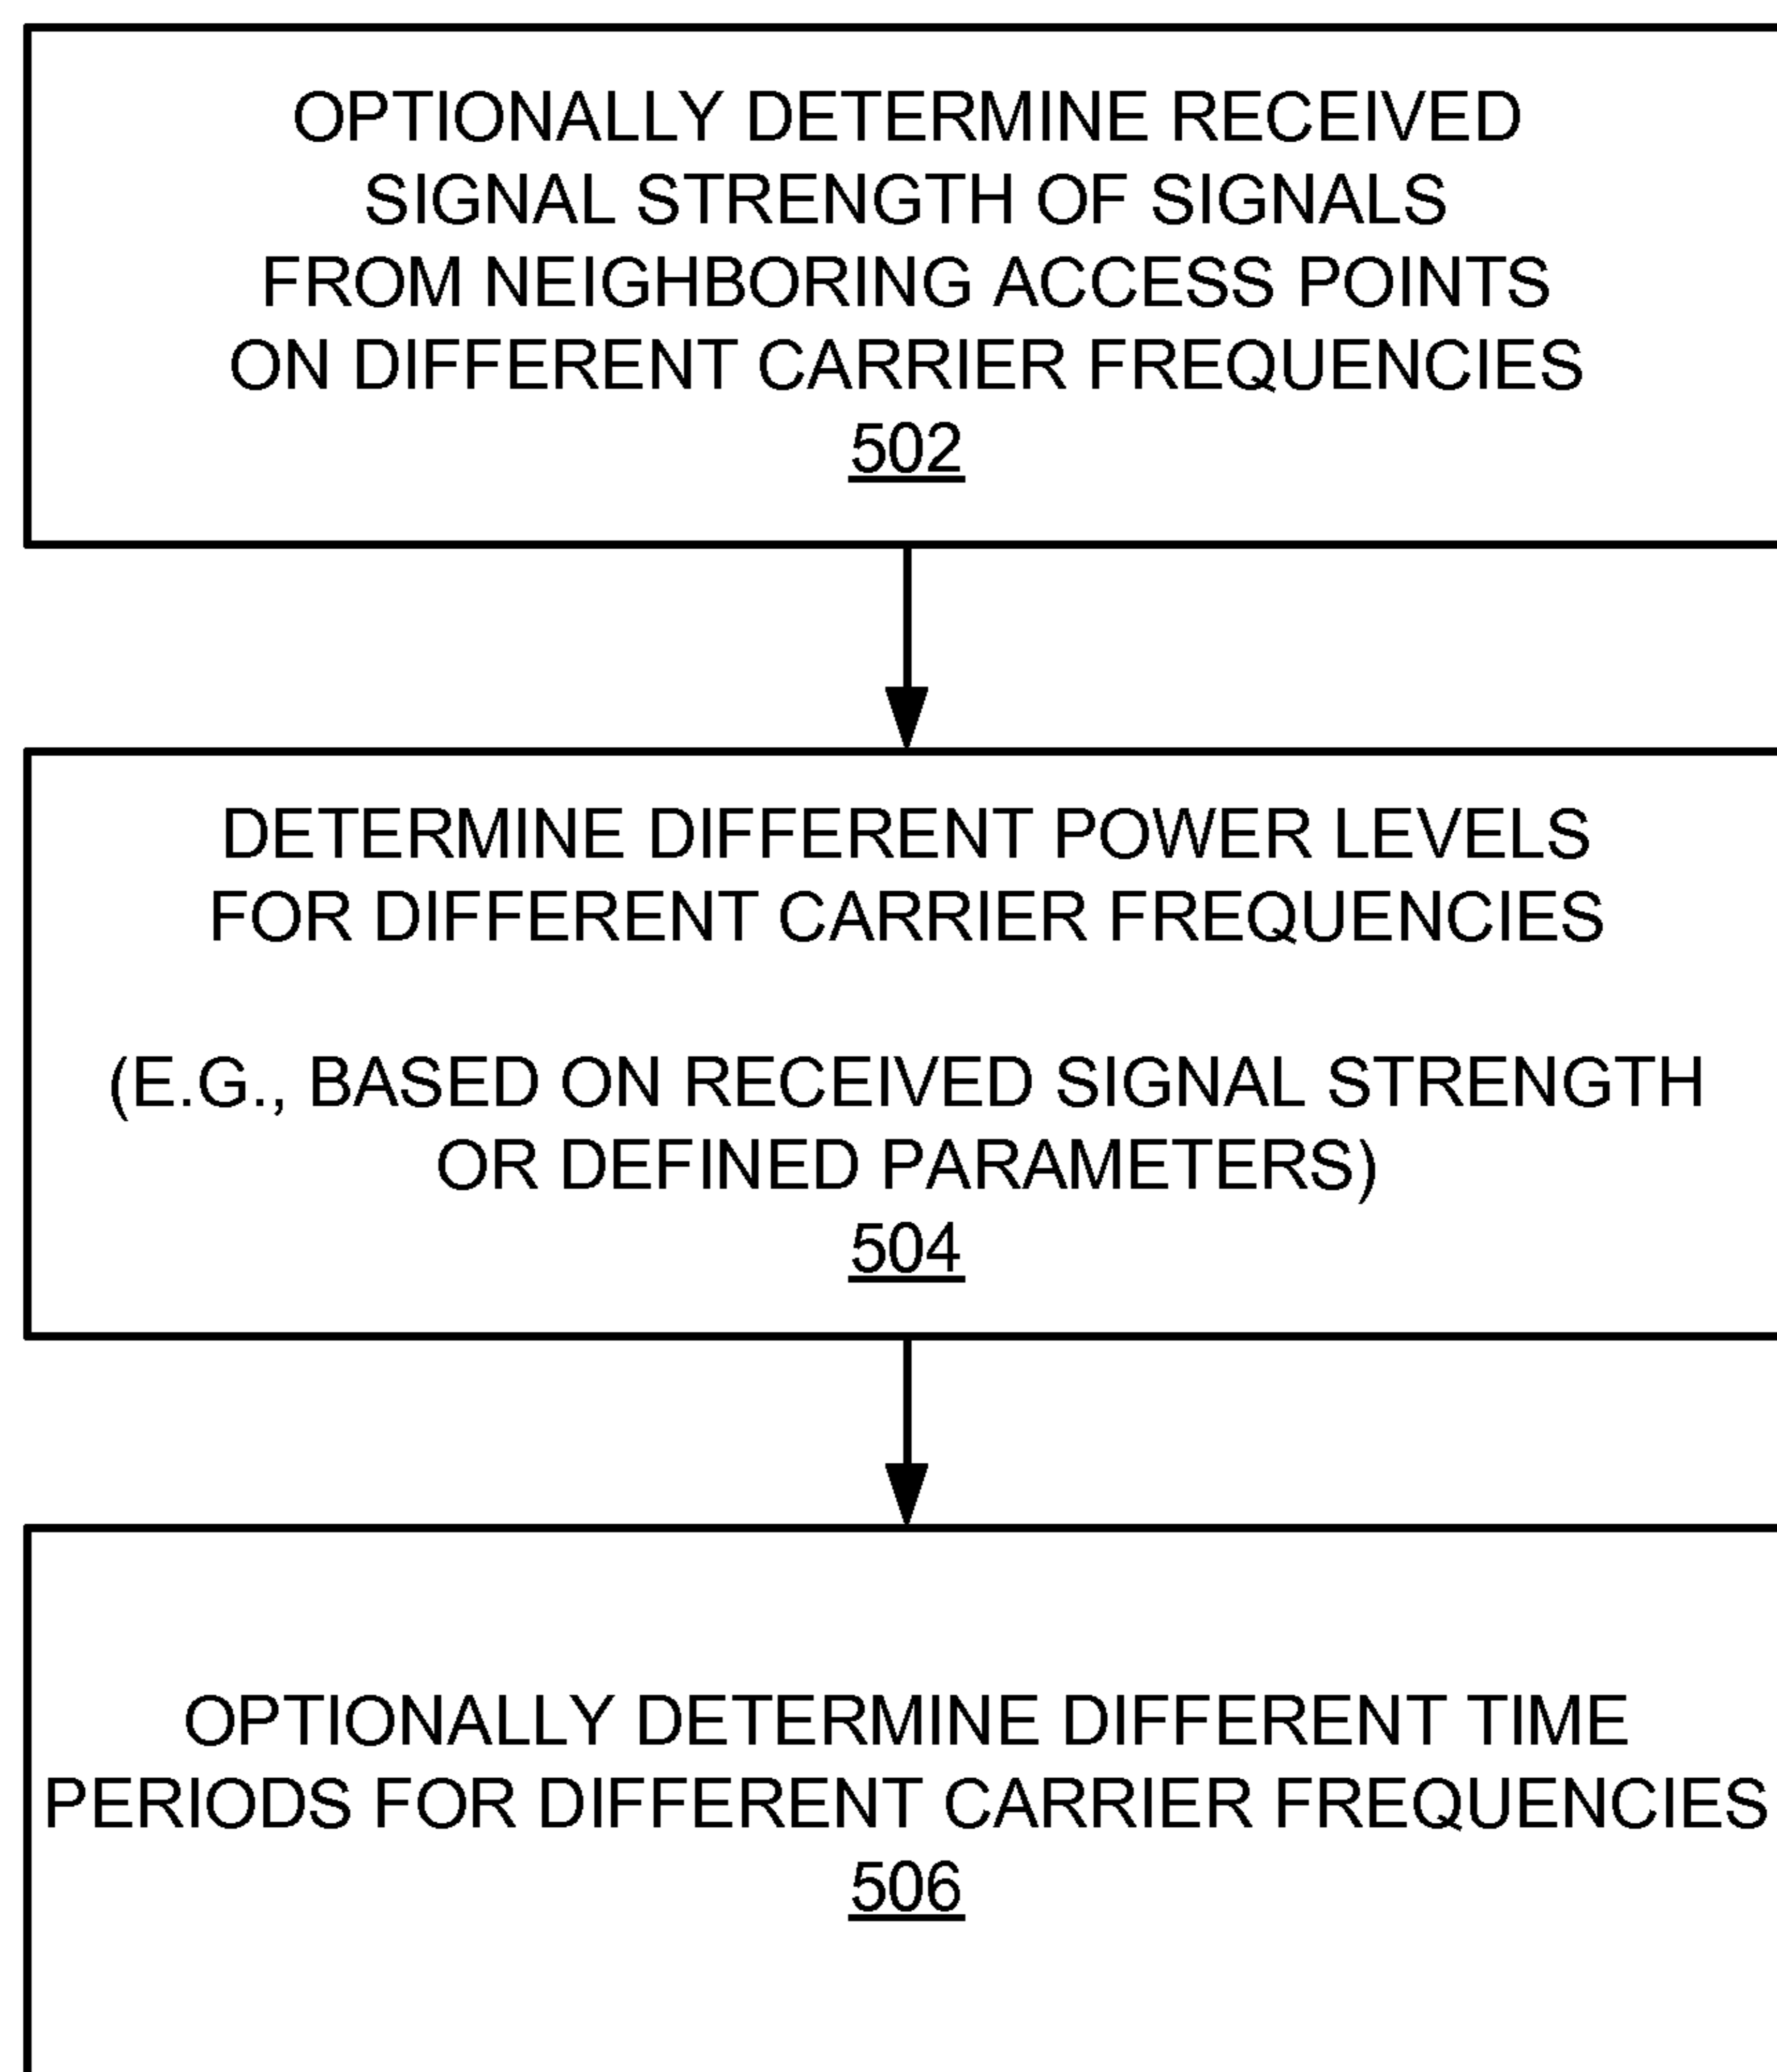 OPTIONALLY DETERMINE RECEIVED
SIGNAL STRENGTH OF SIGNALS
FROM NEIGHBORING ACCESS POINTS
ON DIFFERENT CARRIER FREQUENCIES
502
DETERMINE DIFFERENT POWER LEVELS
FOR DIFFERENT CARRIER FREQUENCIES
(E.G., BASED ON RECEIVED SIGNAL STRENGTH
OR DEFINED PARAMETERS)
504
OPTIONALLY DETERMINE DIFFERENT TIME
PERIODS FOR DIFFERENT CARRIER FREQUENCIES
506